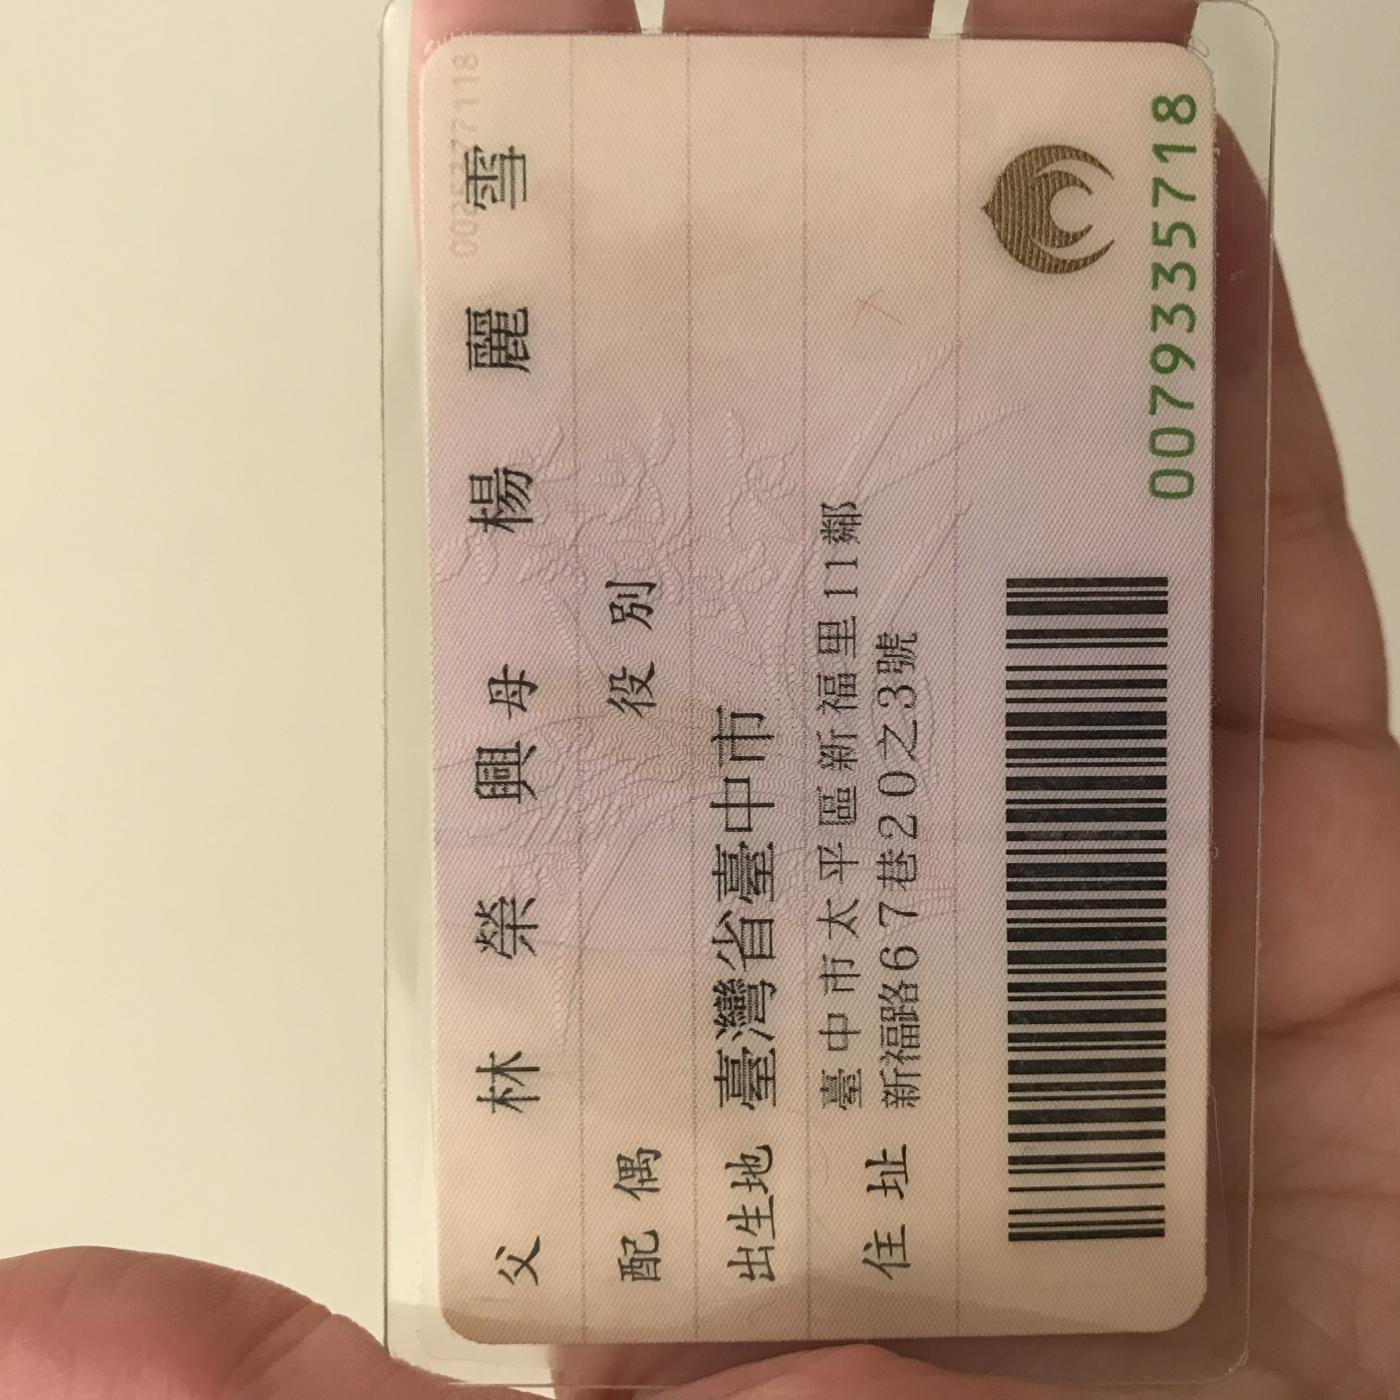 父 林 榮 興 母 楊 麗 雪
配 偶 役 別
出生地 臺灣省臺中市
住 址 臺中市太平區新福里11鄰
新福路67巷20之3號
0079335718